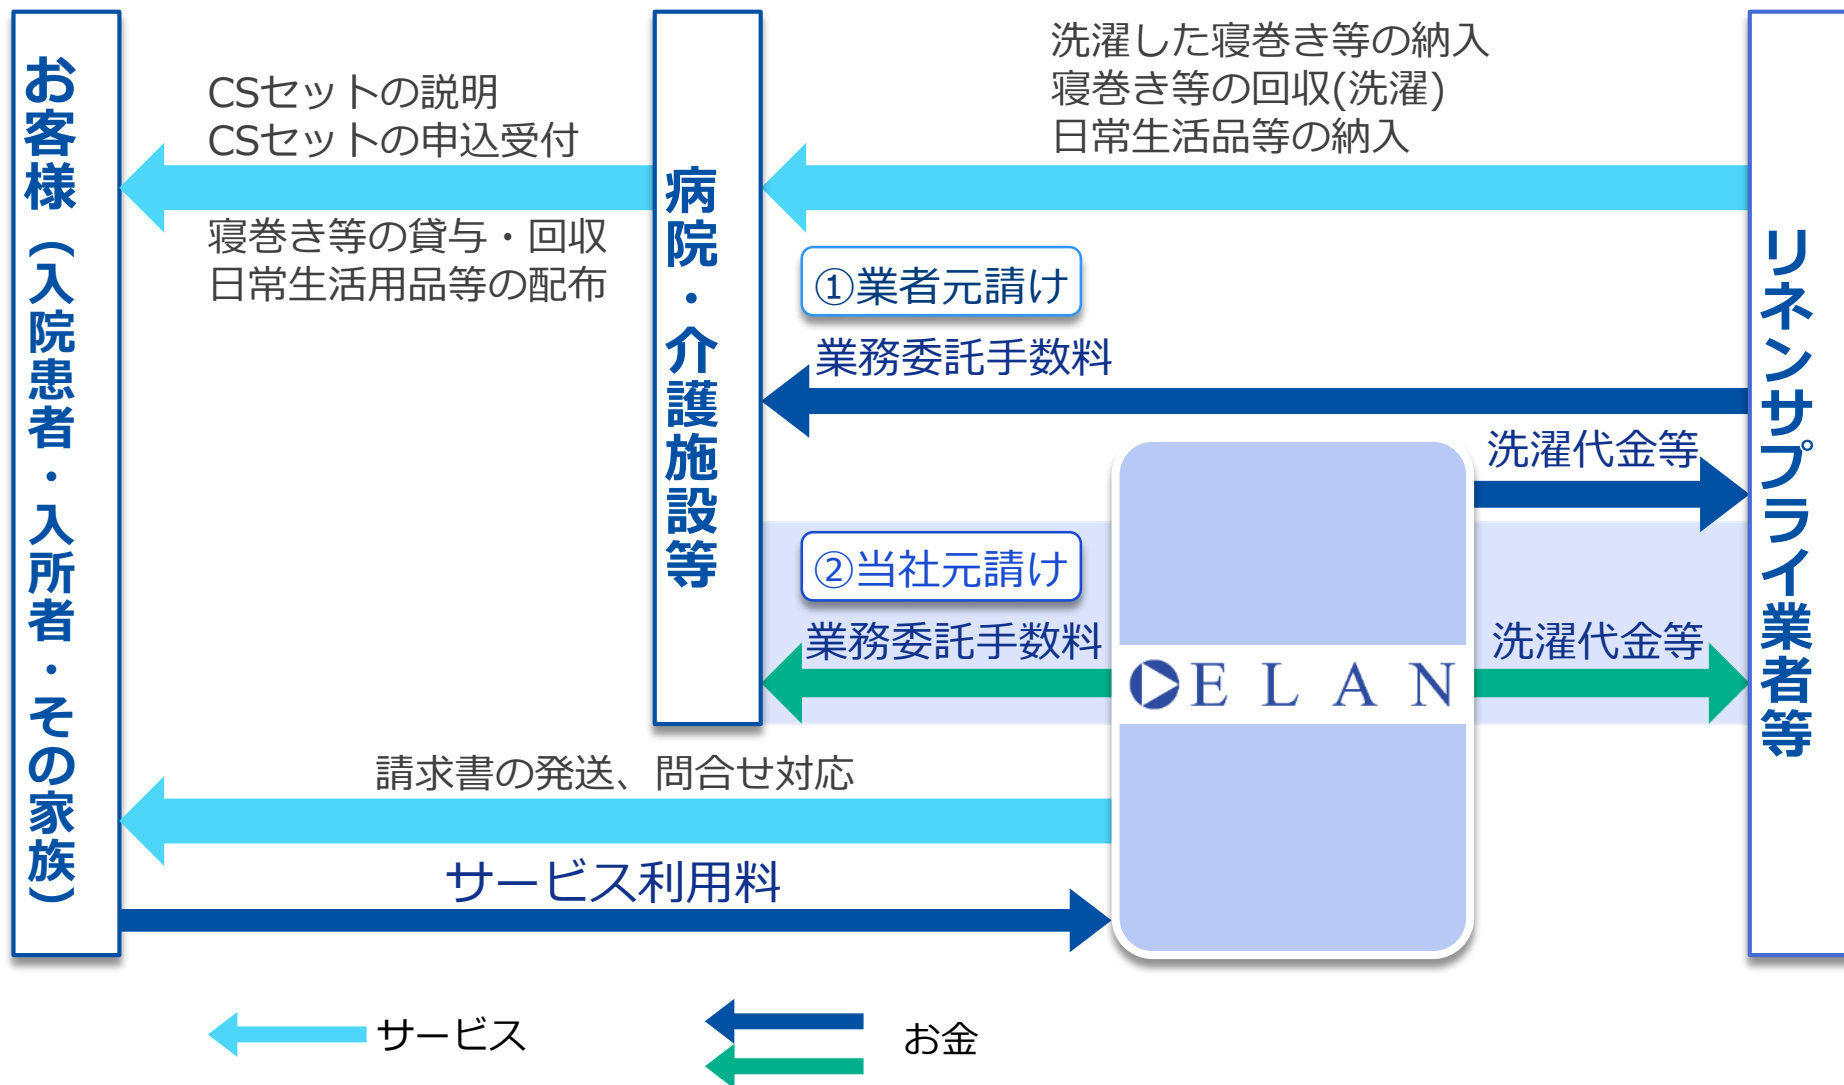 お客様（入院患者・入所者・その家族）
CSセットの説明
CSセットの申込受付
寝巻き等の貸与・回収
日常生活用品等の配布
病院・介護施設等
洗濯した寝巻き等の納入
寝巻き等の回収(洗濯)
日常生活品等の納入
①業者元請け
業務委託手数料
洗濯代金等
②当社元請け
業務委託手数料
ELAN
洗濯代金等
リネンサプライ業者等
請求書の発送、問合せ対応
サービス利用料
サービス
お金